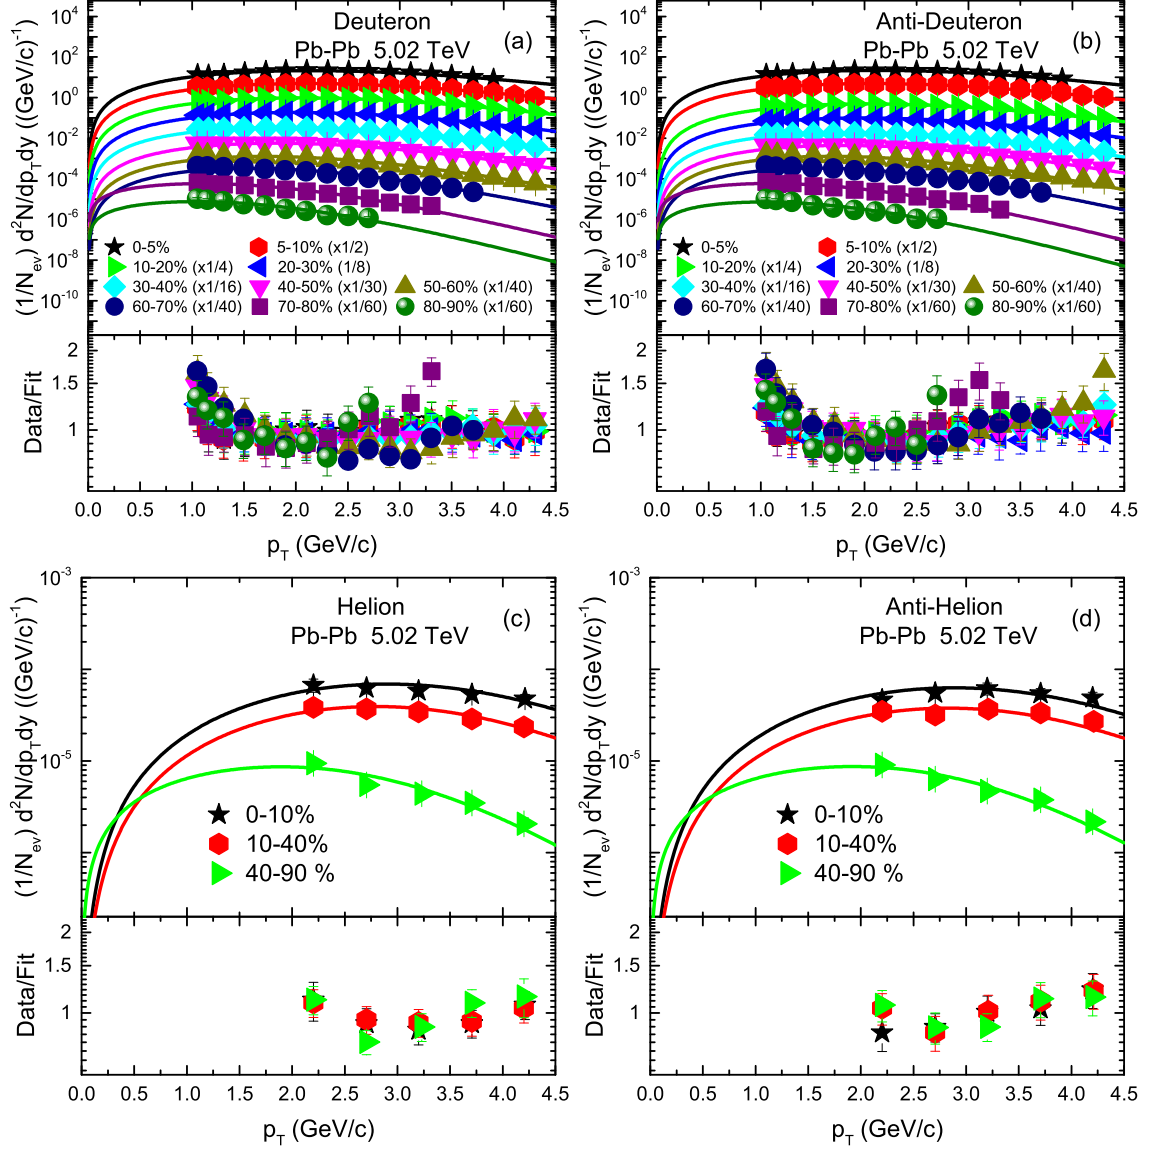 Deuteron
Pb-Pb 5.02 TeV
(a)
(1/N_ev) d²N/dp_Tdy ((GeV/c)^-1)
10^4
10^2
10^0
10^-2
10^-4
10^-6
10^-8
10^-10
0-5%
5-10% (x1/2)
10-20% (x1/4)
20-30% (1/8)
30-40% (x1/16)
40-50% (x1/30)
50-60% (x1/40)
60-70% (x1/40)
70-80% (x1/60)
80-90% (x1/60)
Data/Fit
2
1.5
1
0.0 0.5 1.0 1.5 2.0 2.5 3.0 3.5 4.0 4.5
p_T (GeV/c)
Anti-Deuteron
Pb-Pb 5.02 TeV
(b)
(1/N_ev) d²N/dp_Tdy ((GeV/c)^-1)
10^4
10^2
10^0
10^-2
10^-4
10^-6
10^-8
10^-10
0-5%
5-10% (x1/2)
10-20% (x1/4)
20-30% (1/8)
30-40% (x1/16)
40-50% (x1/30)
50-60% (x1/40)
60-70% (x1/40)
70-80% (x1/60)
80-90% (x1/60)
Data/Fit
2
1.5
1
0.0 0.5 1.0 1.5 2.0 2.5 3.0 3.5 4.0 4.5
p_T (GeV/c)
Helion
Pb-Pb 5.02 TeV
(c)
(1/N_ev) d²N/dp_Tdy ((GeV/c)^-1)
10^-3
10^-5
0-10%
10-40%
40-90 %
Data/Fit
2
1.5
1
0.0 0.5 1.0 1.5 2.0 2.5 3.0 3.5 4.0 4.5
p_T (GeV/c)
Anti-Helion
Pb-Pb 5.02 TeV
(d)
(1/N_ev) d²N/dp_Tdy ((GeV/c)^-1)
10^-3
10^-5
0-10%
10-40%
40-90 %
Data/Fit
2
1.5
1
0.0 0.5 1.0 1.5 2.0 2.5 3.0 3.5 4.0 4.5
p_T (GeV/c)